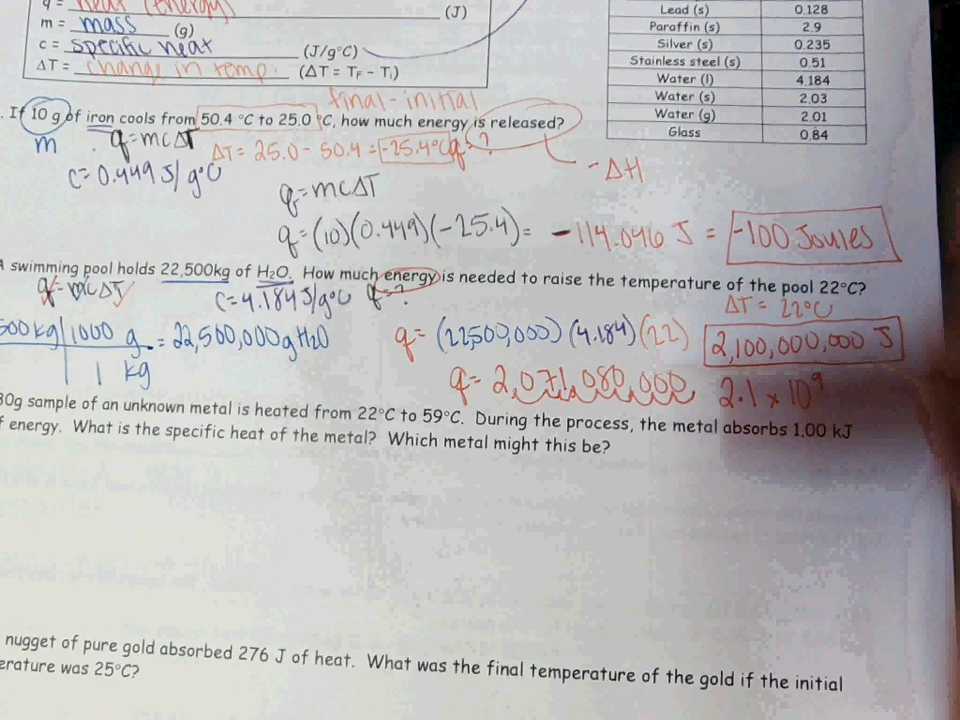 q = heat (energy) (J)
m = mass (g)
c = specific heat (J/g°C)
ΔT = change in temp. (ΔT = TF - Ti)
Lead (s) 0.128
Paraffin (s) 2.9
Silver (s) 0.235
Stainless steel (s) 0.51
Water (l) 4.184
Water (s) 2.03
Water (g) 2.01
Glass 0.84
final - initial
. If 10 g of iron cools from 50.4 °C to 25.0 °C, how much energy is released?
m q=mcΔT ΔT= 25.0 - 50.4 = -25.4°C q=? -ΔH
c= 0.449 J/g°C
q=mcΔT
q=(10)(0.449)(-25.4)= -114.046 J = -100 Joules
A swimming pool holds 22,500kg of H2O. How much energy is needed to raise the temperature of the pool 22°C?
q=mcΔT c=4.184 J/g°C q=? ΔT = 22°C
500 kg | 1000 g = 22,500,000 g H2O q= (22,500,000) (4.184) (22) 2,100,000,000 J
1 kg q= 2,071,080,000 2.1 x 10⁹
30g sample of an unknown metal is heated from 22°C to 59°C. During the process, the metal absorbs 1.00 kJ
f energy. What is the specific heat of the metal? Which metal might this be?
nugget of pure gold absorbed 276 J of heat. What was the final temperature of the gold if the initial
erature was 25°C?